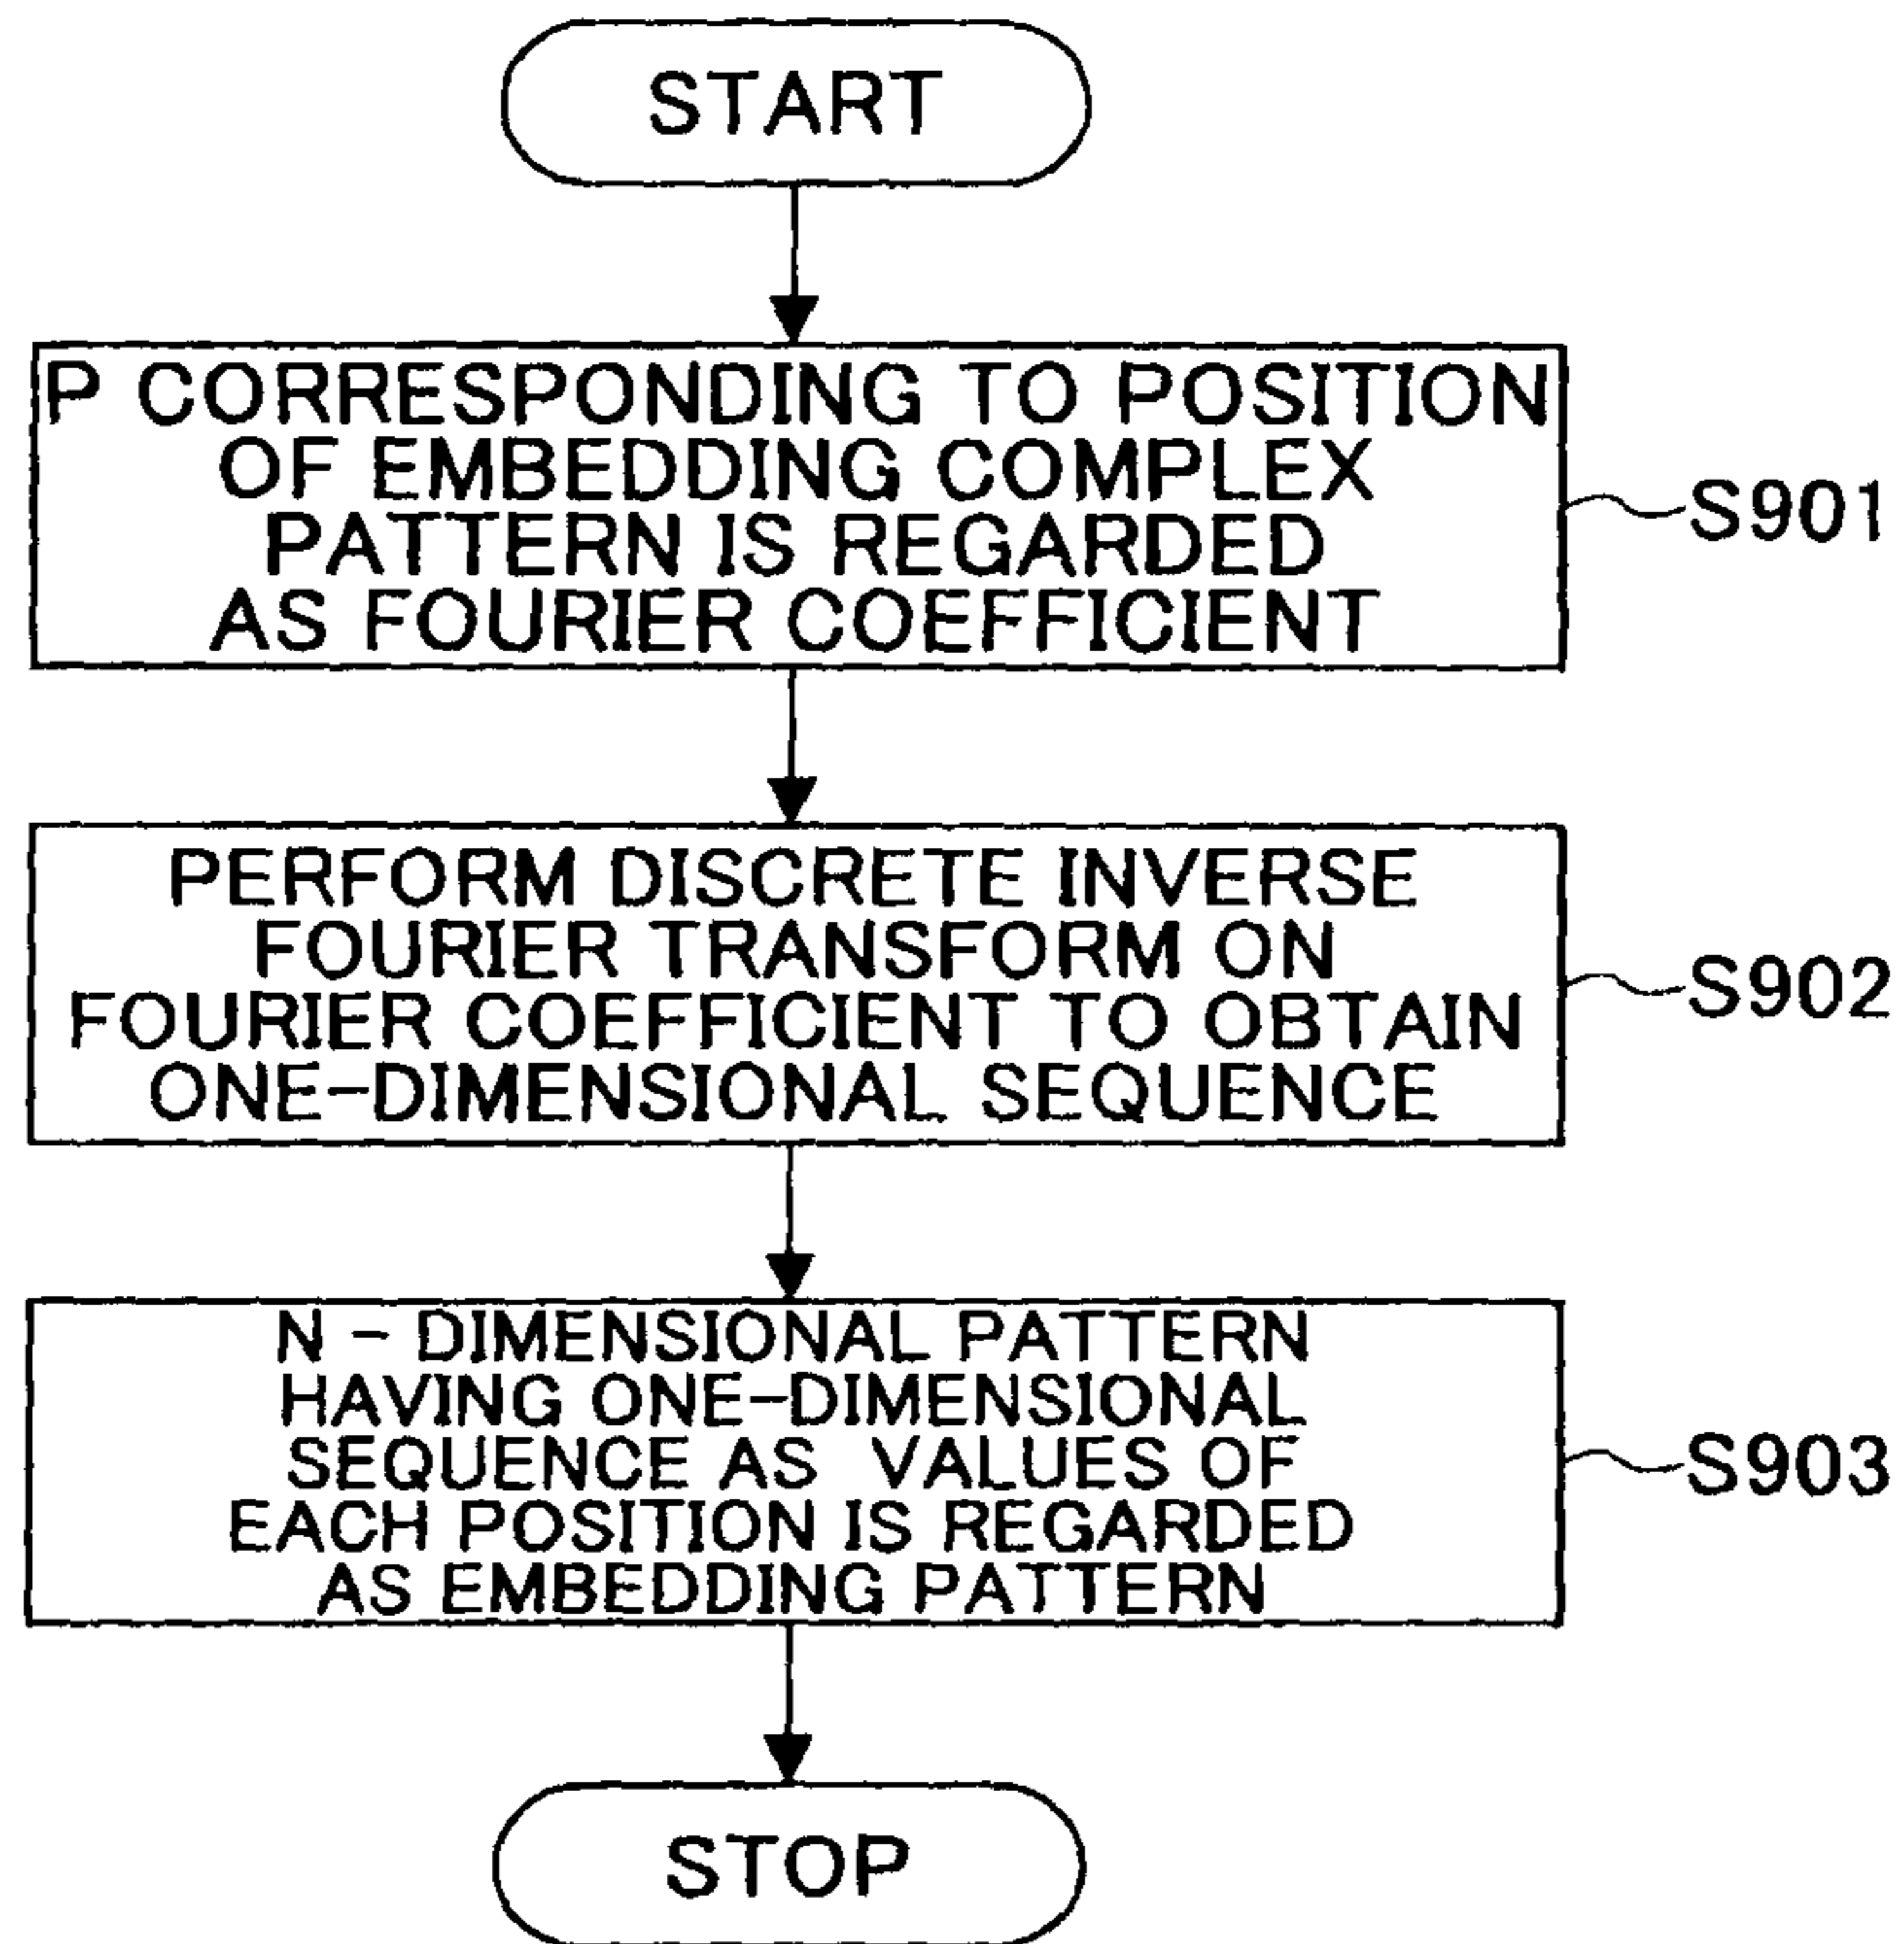 START
P CORRESPONDING TO POSITION
OF EMBEDDING COMPLEX
PATTERN IS REGARDED
AS FOURIER COEFFICIENT
S901
PERFORM DISCRETE INVERSE
FOURIER TRANSFORM ON
FOURIER COEFFICIENT TO OBTAIN
ONE-DIMENSIONAL SEQUENCE
S902
N - DIMENSIONAL PATTERN
HAVING ONE-DIMENSIONAL
SEQUENCE AS VALUES OF
EACH POSITION IS REGARDED
AS EMBEDDING PATTERN
S903
STOP